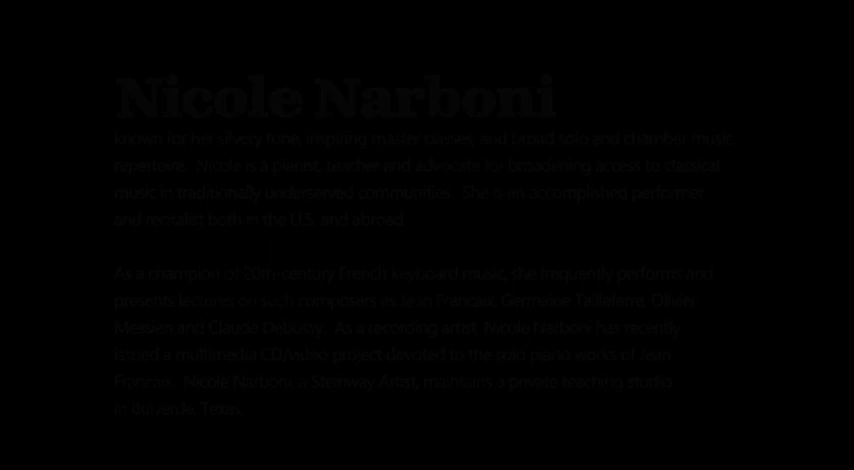 Nicole Narboni
known for her silvery tone, inspiring master classes, and broad solo and chamber music
repertoire. Nicole is a pianist, teacher and advocate for broadening access to classical
music in traditionally underserved communities. She is an accomplished performer
and recitalist both in the U.S. and abroad.
As a champion of 20th-century French keyboard music, she frequently performs and
presents lectures on such composers as Jean Francaix, Germaine Tailleferre, Olivier
Messien and Claude Debussy. As a recording artist, Nicole Narboni has recently
issued a multimedia CD/video project devoted to the solo piano works of Jean
Francaix. Nicole Narboni, a Steinway Artist, maintains a private teaching studio
in Bulverde, Texas.